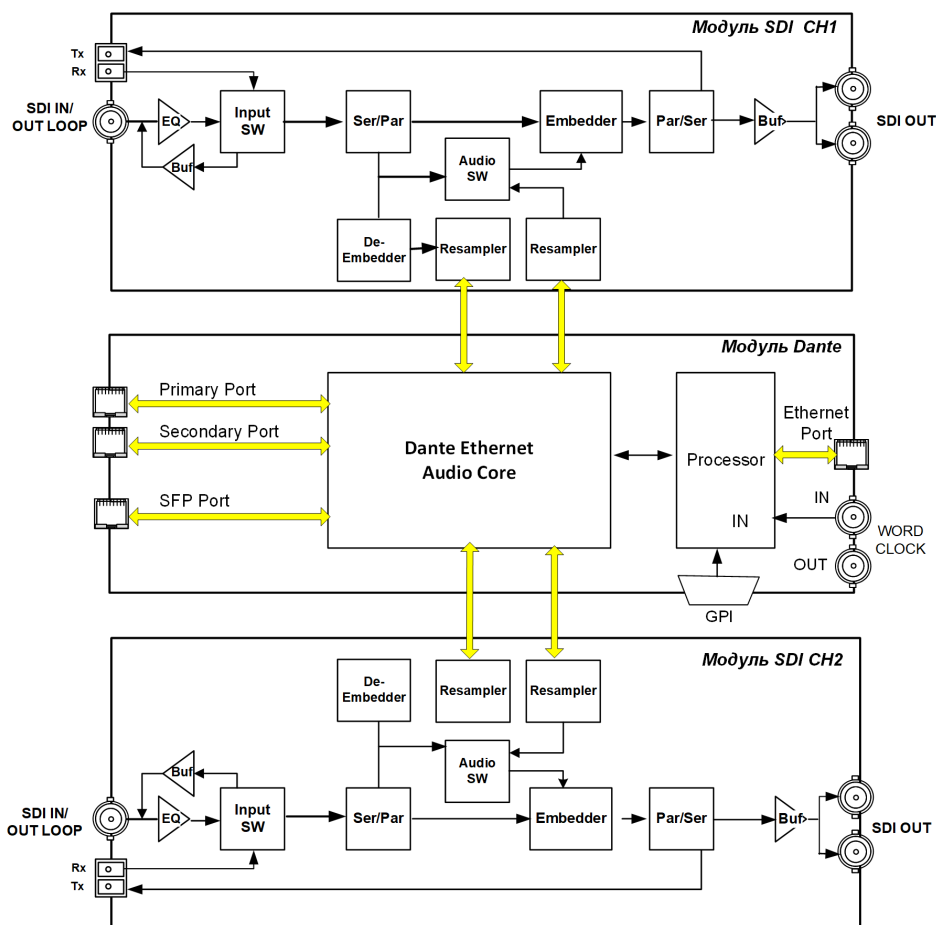 Модуль SDI CH1
Tx
Rx
SDI IN/
OUT LOOP
EQ
Buf
Input
SW
Ser/Par
Audio
SW
Embedder
Par/Ser
Buf
SDI OUT
De-
Embedder
Resampler
Resampler
Модуль Dante
Primary Port
Secondary Port
SFP Port
Dante Ethernet
Audio Core
Processor
IN
Ethernet
Port
IN
WORD
CLOCK
OUT
GPI
Модуль SDI CH2
De-
Embedder
Resampler
Resampler
Audio
SW
Buf
SDI IN/
OUT LOOP
EQ
Input
SW
Ser/Par
Embedder
Par/Ser
Buf
SDI OUT
Rx
Tx